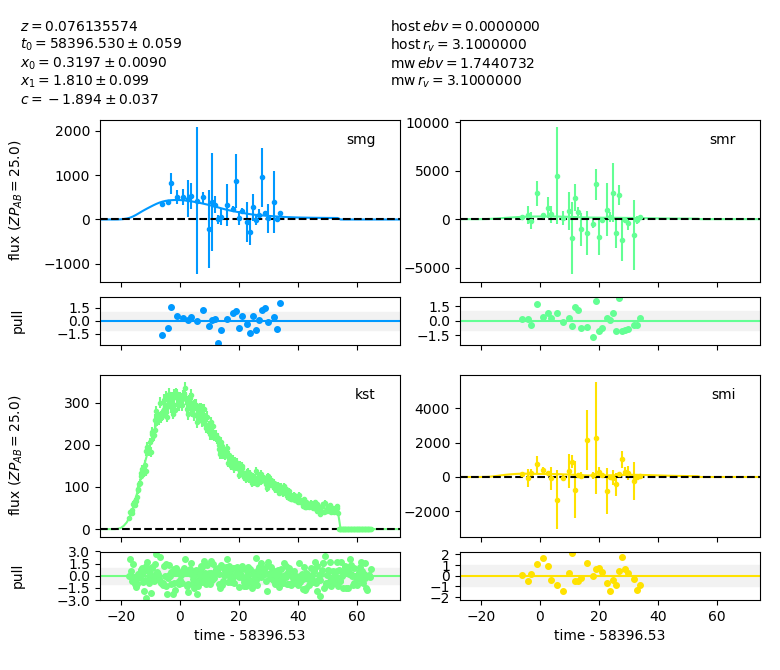 z = 0.076135574
t₀ = 58396.530 ± 0.059
x₀ = 0.3197 ± 0.0090
x₁ = 1.810 ± 0.099
c = −1.894 ± 0.037
host ebv = 0.0000000
host r_v = 3.1000000
mw ebv = 1.7440732
mw r_v = 3.1000000
smg
2000
1000
0
−1000
flux (ZP_AB = 25.0)
smr
10000
5000
0
−5000
pull
1.5
0.0
−1.5
1.5
0.0
−1.5
kst
300
200
100
0
flux (ZP_AB = 25.0)
smi
4000
2000
0
−2000
pull
3.0
1.5
0.0
−1.5
−3.0
2
1
0
−1
−2
−20 0 20 40 60
−20 0 20 40 60
time - 58396.53
time - 58396.53